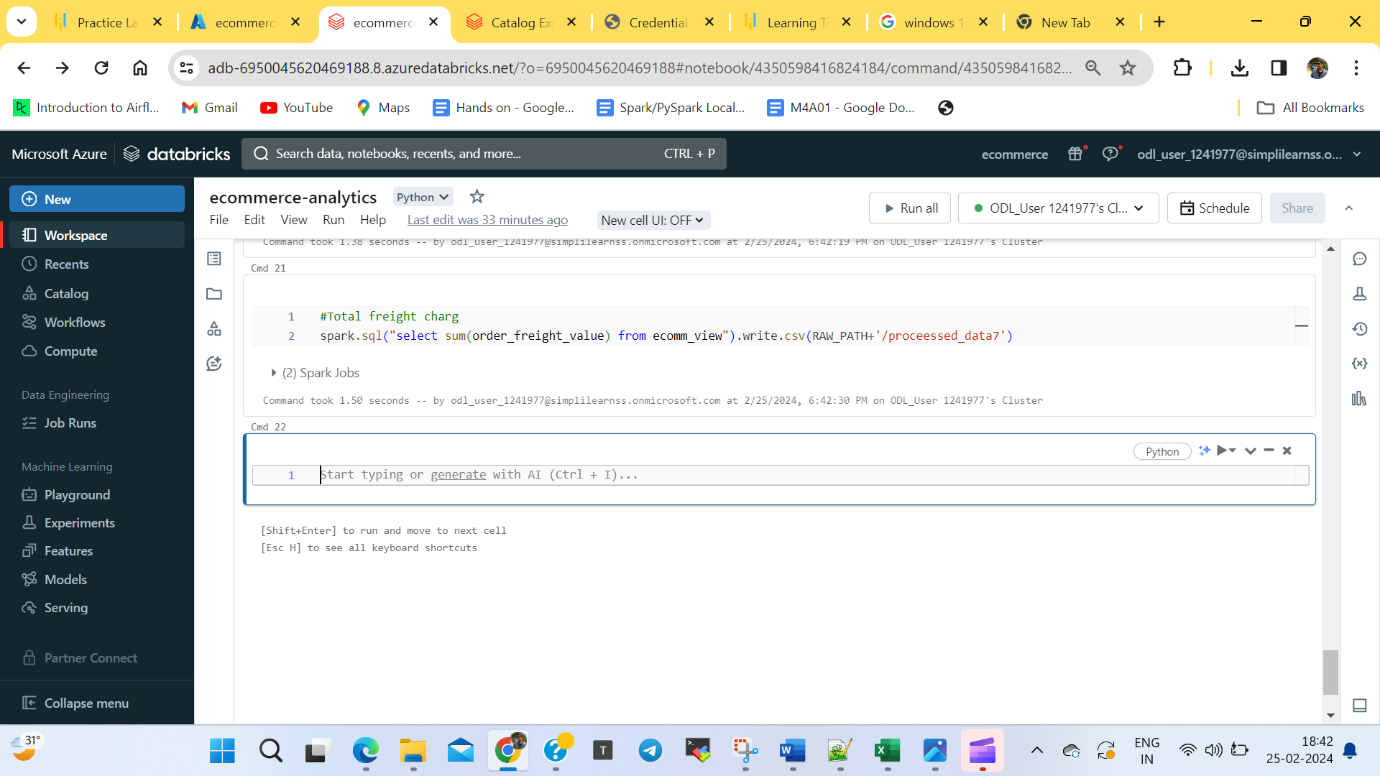 Practice La
ecommerc
ecommerc
Catalog Ex
Credential
Learning T
windows 1
New Tab
adb-6950045620469188.8.azuredatabricks.net/?o=6950045620469188#notebook/4350598416824184/command/435059841682...
Introduction to Airfl...
Gmail
YouTube
Maps
Hands on - Google...
Spark/PySpark Local...
M4A01 - Google Do...
All Bookmarks
Microsoft Azure
databricks
Search data, notebooks, recents, and more...
CTRL + P
ecommerce
odl_user_1241977@simplilearnss.o...
New
Workspace
Recents
Catalog
Workflows
Compute
Data Engineering
Job Runs
Machine Learning
Playground
Experiments
Features
Models
Serving
Partner Connect
Collapse menu
ecommerce-analytics
Python
File Edit View Run Help Last edit was 33 minutes ago New cell UI: OFF
Run all
ODL_User 1241977's Cl...
Schedule
Share
Command took 1.38 seconds -- by odl_user_1241977@simplilearnss.onmicrosoft.com at 2/25/2024, 6:42:19 PM on ODL_User 1241977's Cluster
Cmd 21
1 #Total freight charg
2 spark.sql("select sum(order_freight_value) from ecomm_view").write.csv(RAW_PATH+'/proceessed_data7')
(2) Spark Jobs
Command took 1.50 seconds -- by odl_user_1241977@simplilearnss.onmicrosoft.com at 2/25/2024, 6:42:30 PM on ODL_User 1241977's Cluster
Cmd 22
Python
1 Start typing or generate with AI (Ctrl + I)...
[Shift+Enter] to run and move to next cell
[Esc H] to see all keyboard shortcuts
31°
T
ENG
IN
18:42
25-02-2024